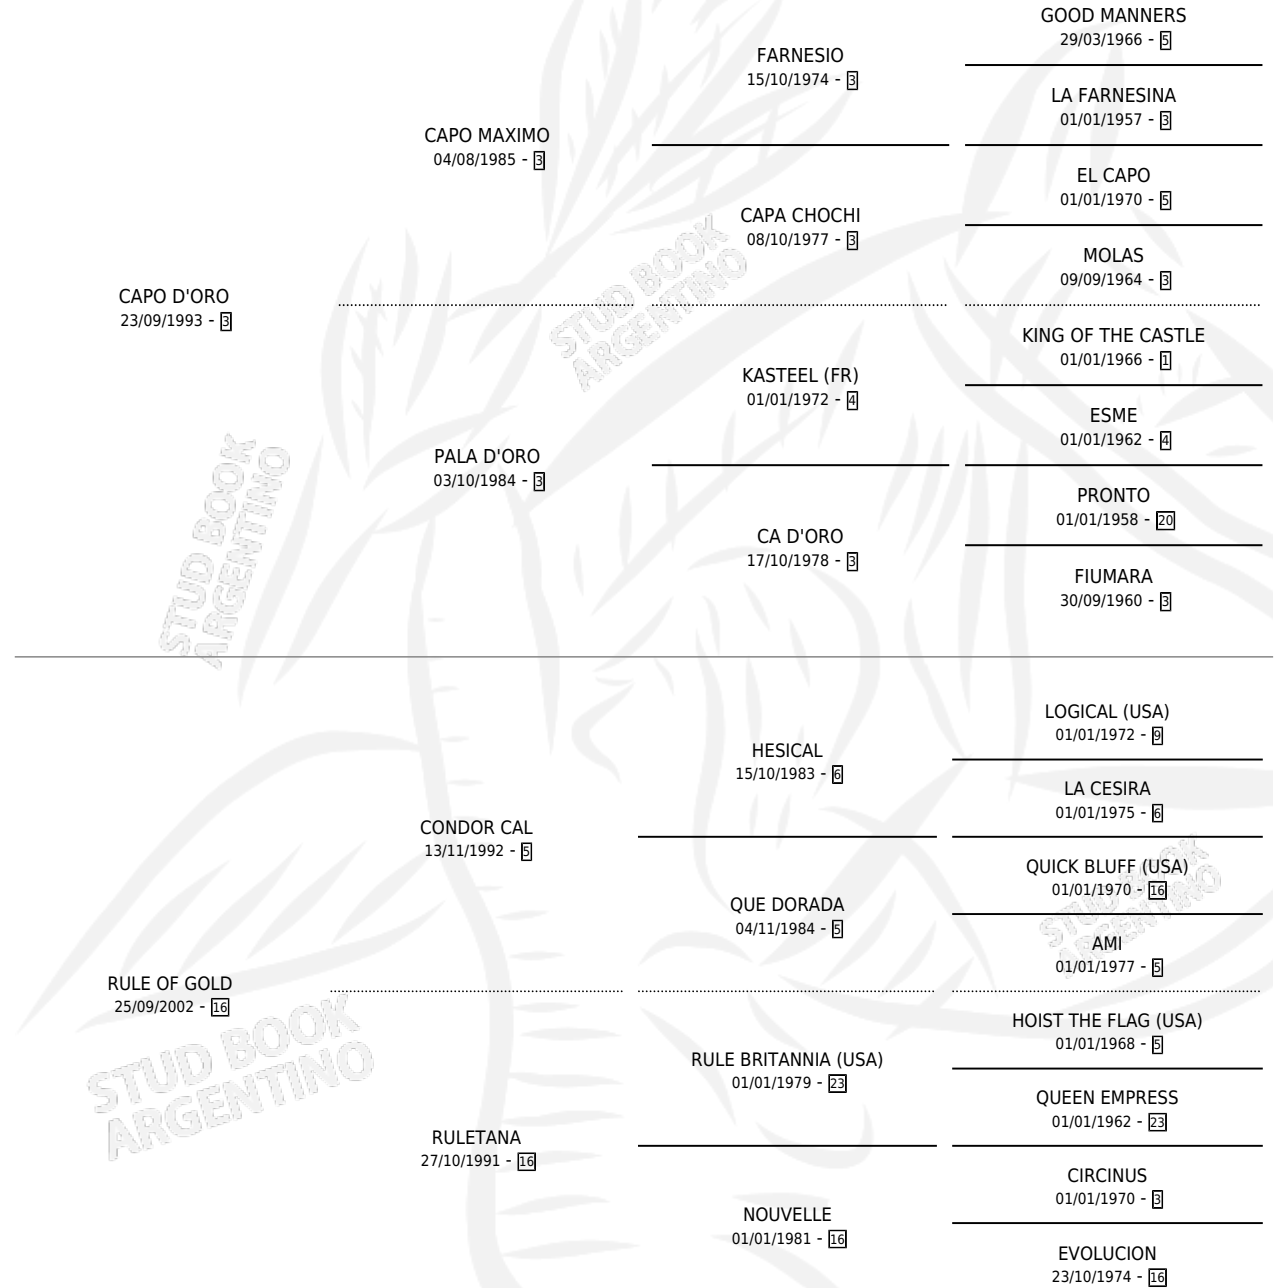 GOOD MANNERS
29/03/1966 - 5
FARNESIO
15/10/1974 - 3
LA FARNESINA
01/01/1957 - 3
CAPO MAXIMO
04/08/1985 - 3
EL CAPO
01/01/1970 - 5
CAPA CHOCHI
08/10/1977 - 3
MOLAS
09/09/1964 - 3
CAPO D'ORO
23/09/1993 - 3
KING OF THE CASTLE
01/01/1966 - 1
KASTEEL (FR)
01/01/1972 - 4
ESME
01/01/1962 - 4
PALA D'ORO
03/10/1984 - 3
PRONTO
01/01/1958 - 20
CA D'ORO
17/10/1978 - 3
FIUMARA
30/09/1960 - 3
LOGICAL (USA)
01/01/1972 - 9
HESICAL
15/10/1983 - 6
LA CESIRA
01/01/1975 - 6
CONDOR CAL
13/11/1992 - 5
QUICK BLUFF (USA)
01/01/1970 - 16
QUE DORADA
04/11/1984 - 5
AMI
01/01/1977 - 5
RULE OF GOLD
25/09/2002 - 16
HOIST THE FLAG (USA)
01/01/1968 - 5
RULE BRITANNIA (USA)
01/01/1979 - 23
QUEEN EMPRESS
01/01/1962 - 23
RULETANA
27/10/1991 - 16
CIRCINUS
01/01/1970 - 3
NOUVELLE
01/01/1981 - 16
EVOLUCION
23/10/1974 - 16
STUD BOOK
ARGENTINO
STUD BOOK
ARGENTINO
STUD BOOK
ARGENTINO
STUD BOOK
ARGENTINO